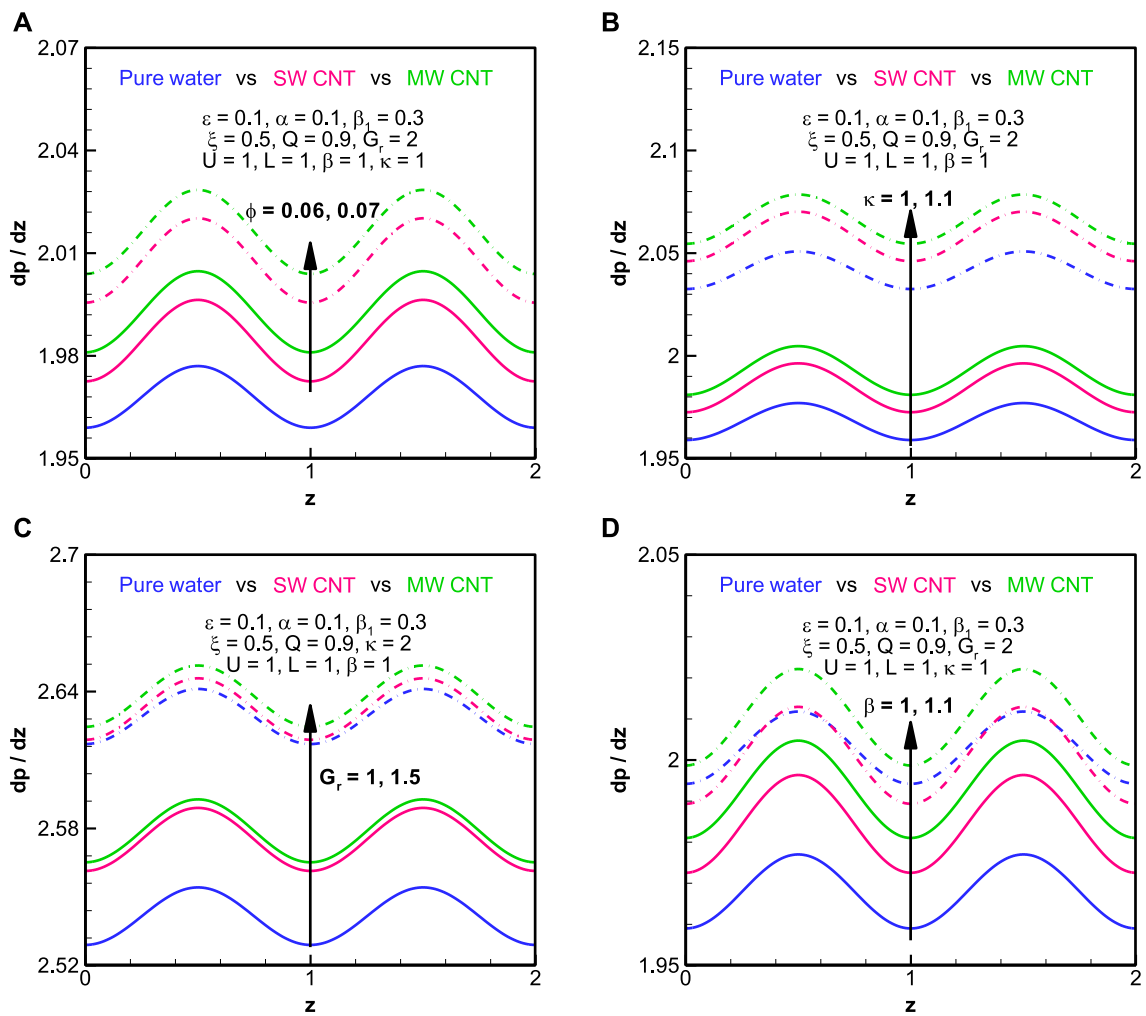 A
2.07
Pure water vs SW CNT vs MW CNT
ε = 0.1, α = 0.1, β₁ = 0.3
ξ = 0.5, Q = 0.9, Gᵣ = 2
U = 1, L = 1, β = 1, κ = 1
2.04
ϕ = 0.06, 0.07
dp / dz
2.01
1.98
1.95
0 1 2
z
B
2.15
Pure water vs SW CNT vs MW CNT
ε = 0.1, α = 0.1, β₁ = 0.3
ξ = 0.5, Q = 0.9, Gᵣ = 2
U = 1, L = 1, β = 1
2.1
κ = 1, 1.1
dp / dz
2.05
2
1.95
0 1 2
z
C
2.7
Pure water vs SW CNT vs MW CNT
ε = 0.1, α = 0.1, β₁ = 0.3
ξ = 0.5, Q = 0.9, κ = 2
U = 1, L = 1, β = 1
2.64
dp / dz
Gᵣ = 1, 1.5
2.58
2.52
0 1 2
z
D
2.05
Pure water vs SW CNT vs MW CNT
ε = 0.1, α = 0.1, β₁ = 0.3
ξ = 0.5, Q = 0.9, Gᵣ = 2
U = 1, L = 1, κ = 1
β = 1, 1.1
dp / dz
2
1.95
0 1 2
z